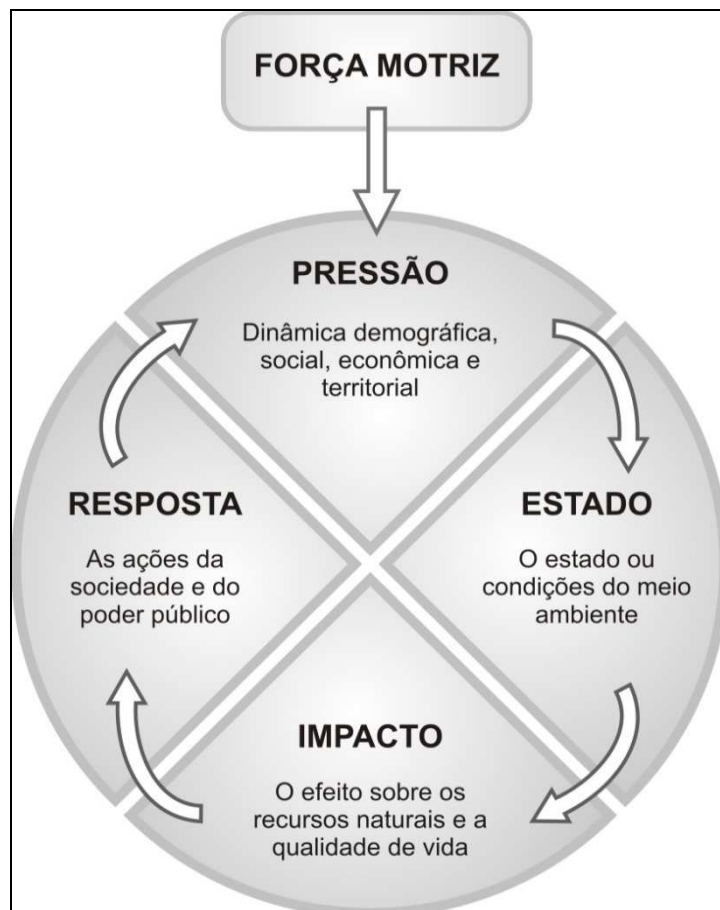 FORÇA MOTRIZ
PRESSÃO
Dinâmica demográfica,
social, econômica e
territorial
RESPOSTA
As ações da
sociedade e do
poder público
ESTADO
O estado ou
condições do meio
ambiente
IMPACTO
O efeito sobre os
recursos naturais e a
qualidade de vida